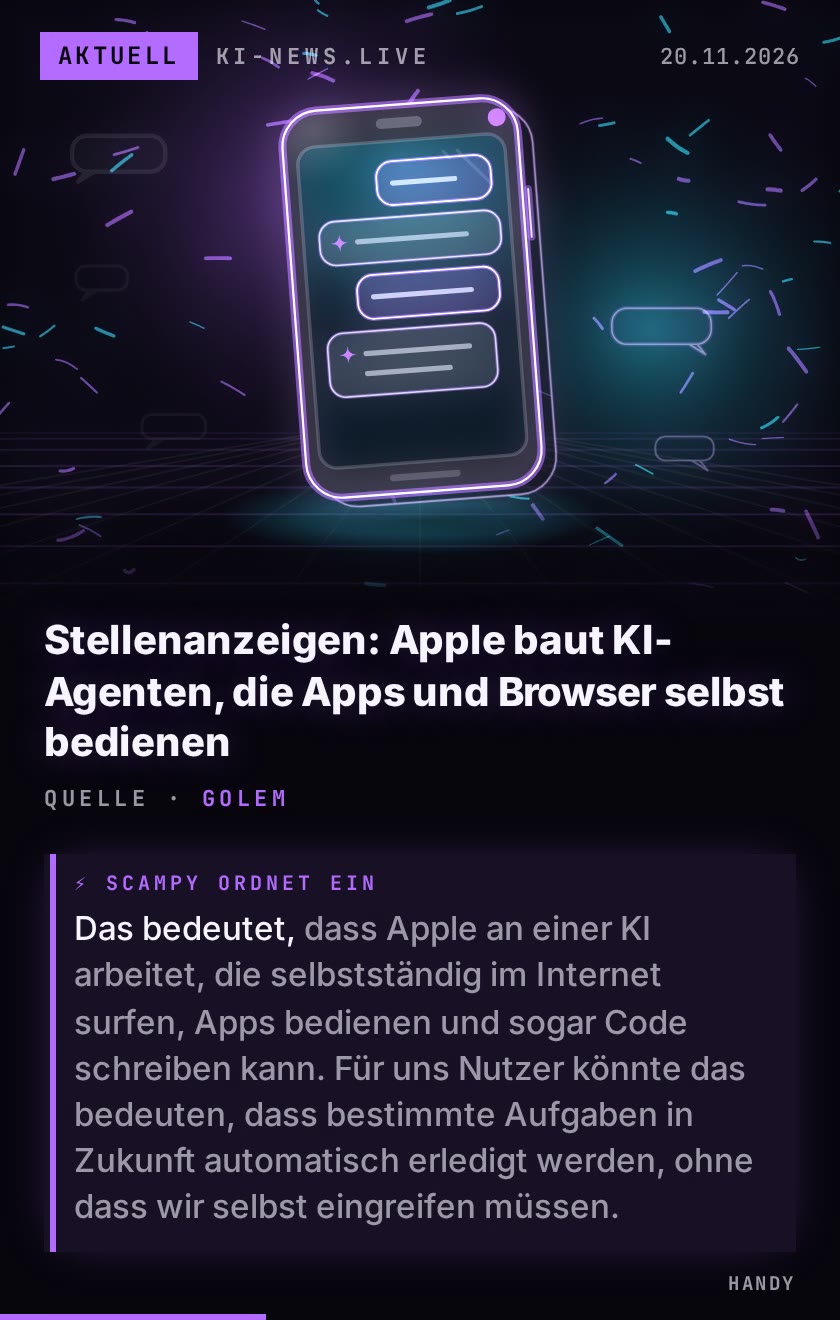 AKTUELL KI-NEWS.LIVE 20.11.2026
Stellenanzeigen: Apple baut KI-
Agenten, die Apps und Browser selbst
bedienen
QUELLE · GOLEM
⚡ SCAMPY ORDNET EIN
Das bedeutet, dass Apple an einer KI
arbeitet, die selbstständig im Internet
surfen, Apps bedienen und sogar Code
schreiben kann. Für uns Nutzer könnte das
bedeuten, dass bestimmte Aufgaben in
Zukunft automatisch erledigt werden, ohne
dass wir selbst eingreifen müssen.
HANDY